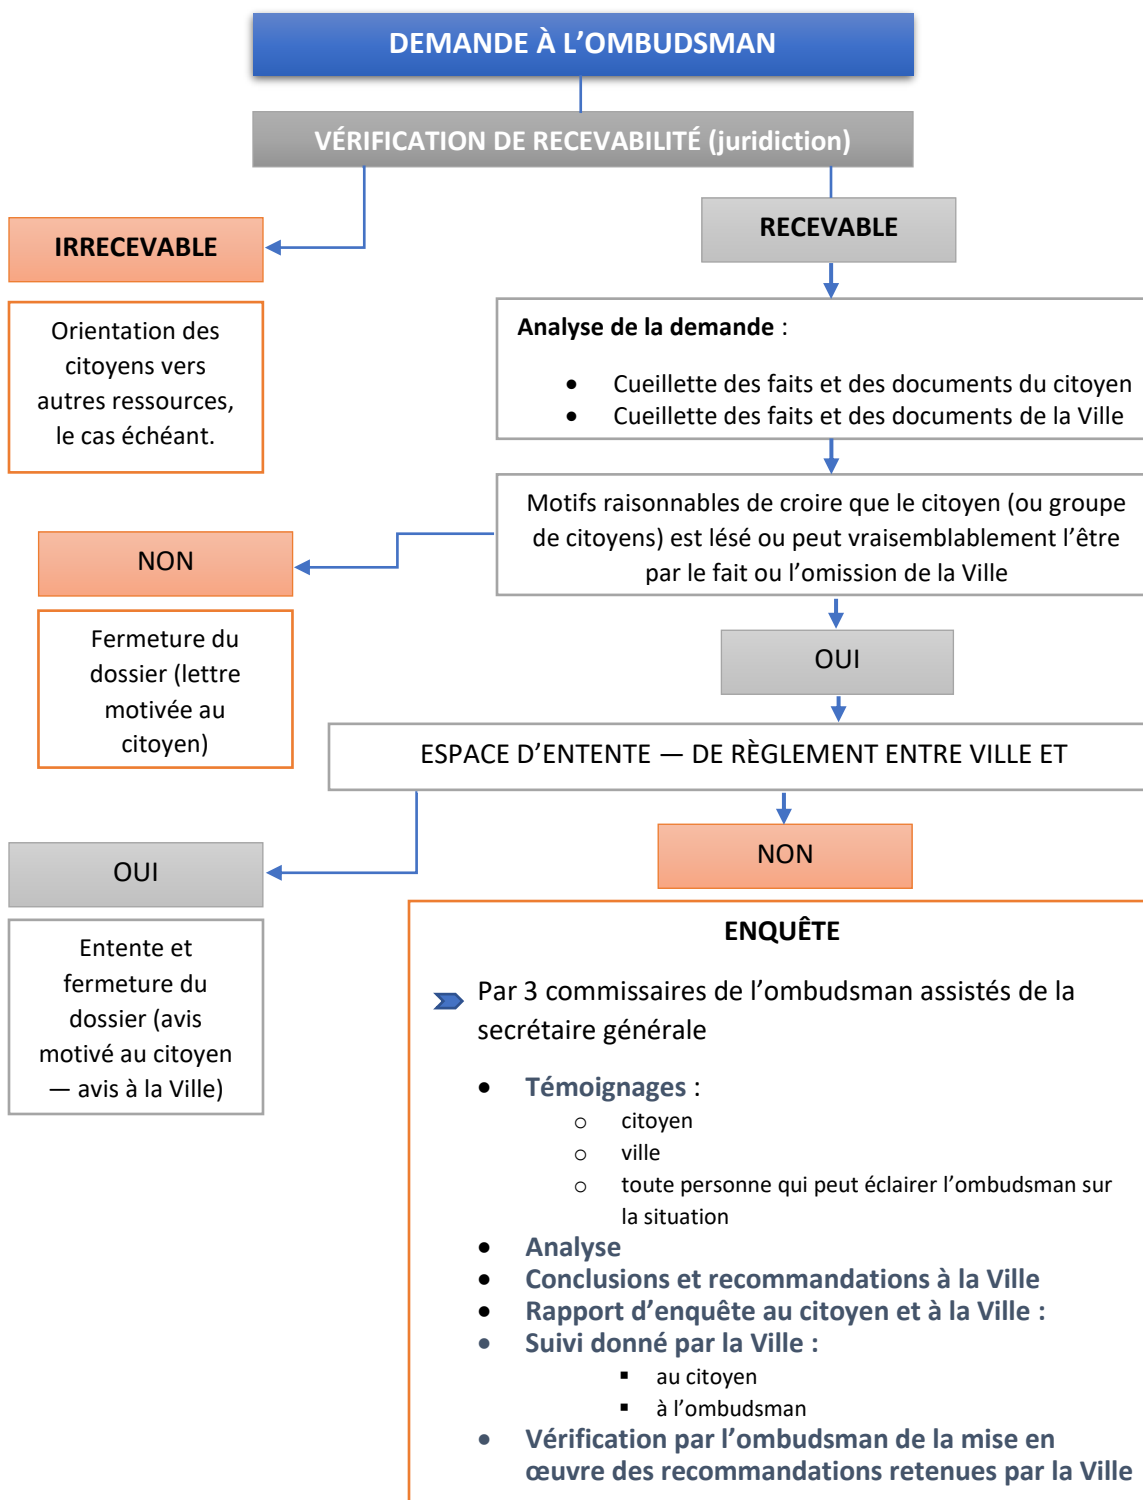 DEMANDE À L’OMBUDSMAN
VÉRIFICATION DE RECEVABILITÉ (juridiction)
IRRECEVABLE
Orientation des
citoyens vers
autres ressources,
le cas échéant.
RECEVABLE
Analyse de la demande :
• Cueillette des faits et des documents du citoyen
• Cueillette des faits et des documents de la Ville
Motifs raisonnables de croire que le citoyen (ou groupe
de citoyens) est lésé ou peut vraisemblablement l’être
par le fait ou l’omission de la Ville
NON
Fermeture du
dossier (lettre
motivée au
citoyen)
OUI
ESPACE D’ENTENTE — DE RÈGLEMENT ENTRE VILLE ET
OUI
Entente et
fermeture du
dossier (avis
motivé au citoyen
— avis à la Ville)
NON
ENQUÊTE
Par 3 commissaires de l’ombudsman assistés de la
secrétaire générale
• Témoignages :
o citoyen
o ville
o toute personne qui peut éclairer l’ombudsman sur
la situation
• Analyse
• Conclusions et recommandations à la Ville
• Rapport d’enquête au citoyen et à la Ville :
• Suivi donné par la Ville :
▪ au citoyen
▪ à l’ombudsman
• Vérification par l’ombudsman de la mise en
œuvre des recommandations retenues par la Ville